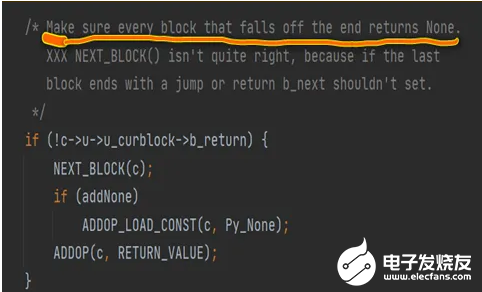 /* Make sure every block that falls off the end returns None.
XXX NEXT_BLOCK() isn't quite right, because if the last
block ends with a jump or return b_next shouldn't set.
*/
if (!c->u->u_curblock->b_return) {
NEXT_BLOCK(c);
if (addNone)
ADDOP_LOAD_CONST(c, Py_None);
ADDOP(c, RETURN_VALUE);
}
电子发烧友
www.elecfans.com